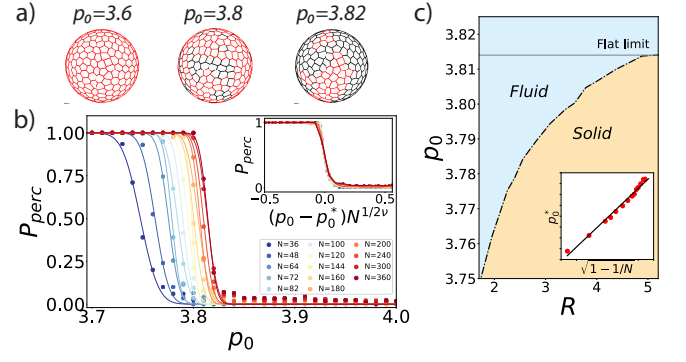 a)
p₀=3.6 p₀=3.8 p₀=3.82
b)
P_perc
1.00
0.75
0.50
0.25
0.00
3.7 3.8 3.9 4.0
p₀
P_perc
1
0
−0.5 0.0 0.5
(p₀ − p₀*)N^{1/2ν}
N=36 N=100 N=200
N=48 N=120 N=240
N=64 N=144 N=300
N=72 N=160 N=360
N=82 N=180
c)
p₀
3.82
3.81
3.80
3.79
3.78
3.77
3.76
3.75
Flat limit
Fluid
Solid
p₀*
√1−1/N
2 3 4 5
R